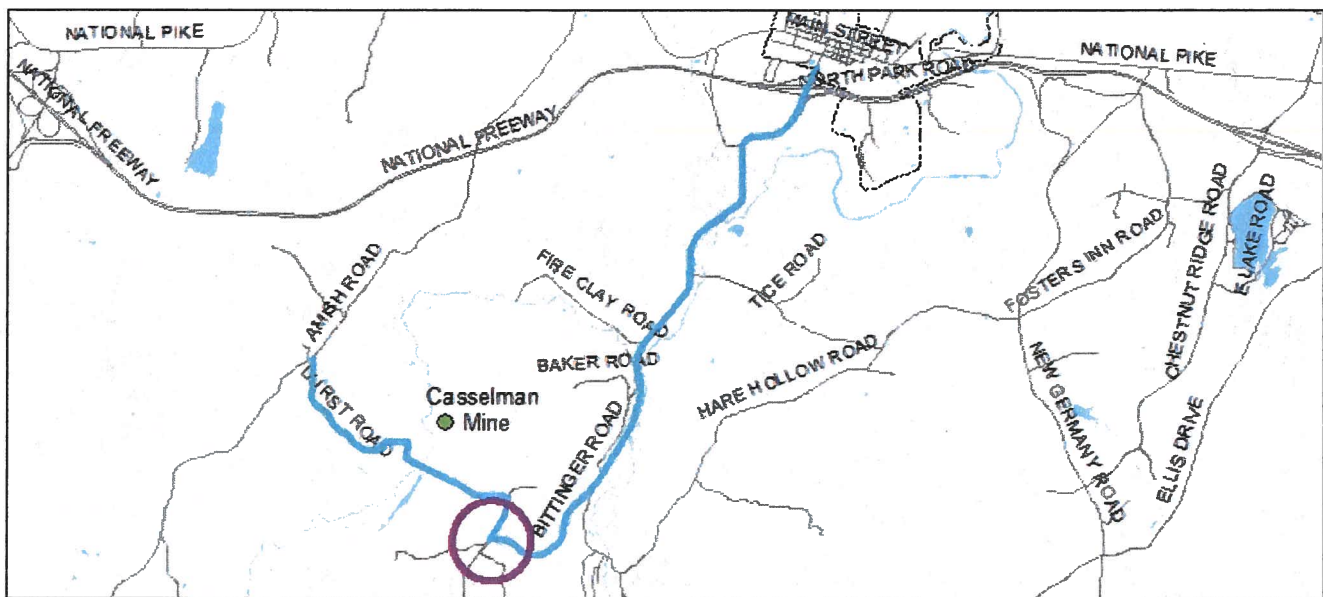 NATIONAL PIKE
MAIN STREET
NATIONAL PIKE
NORTH PARK ROAD
NATIONAL FREEWAY
NATIONAL FREEWAY
AMISH ROAD
FIRE CLAY ROAD
TICE ROAD
FOSTERS INN ROAD
CHESTNUT RIDGE ROAD
E LAKE ROAD
BAKER ROAD
HARE HOLLOW ROAD
DURST ROAD
Casselman
Mine
BITTINGER ROAD
NEW GERMANY ROAD
ELLIS DRIVE